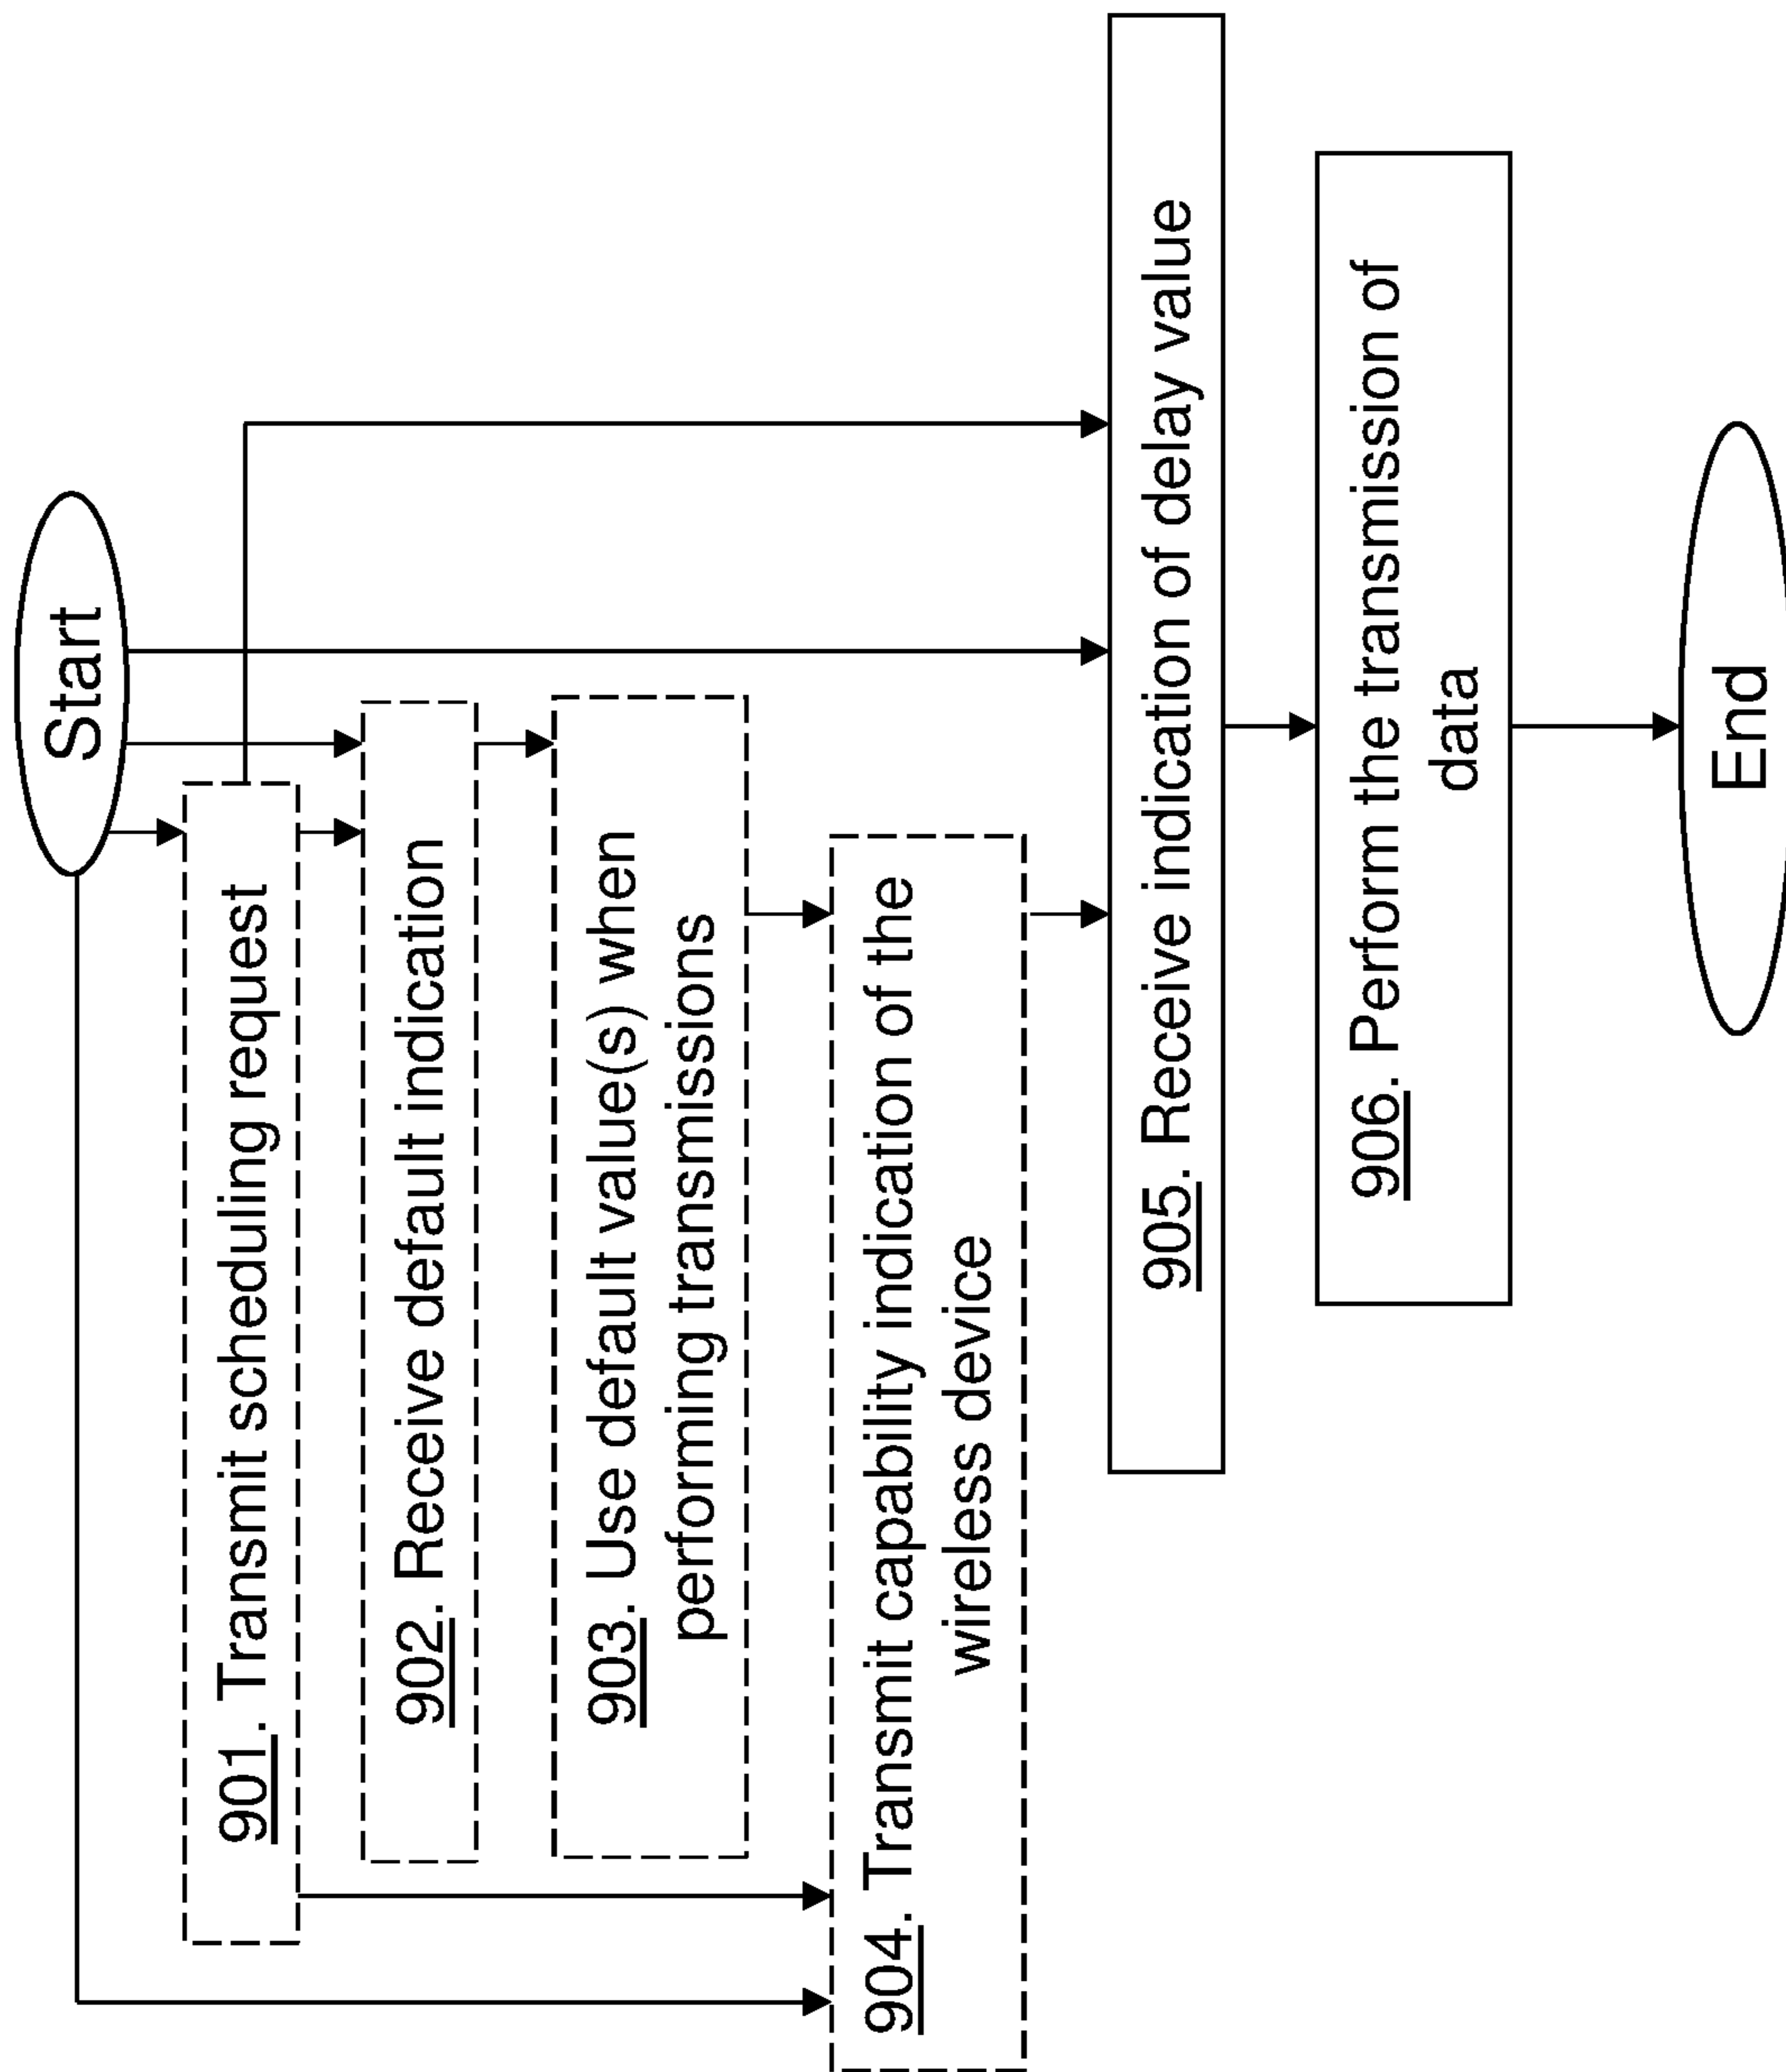 Start
901. Transmit scheduling request
902. Receive default indication
903. Use default value(s) when
performing transmissions
904. Transmit capability indication of the
wireless device
905. Receive indication of delay value
906. Perform the transmission of
data
End